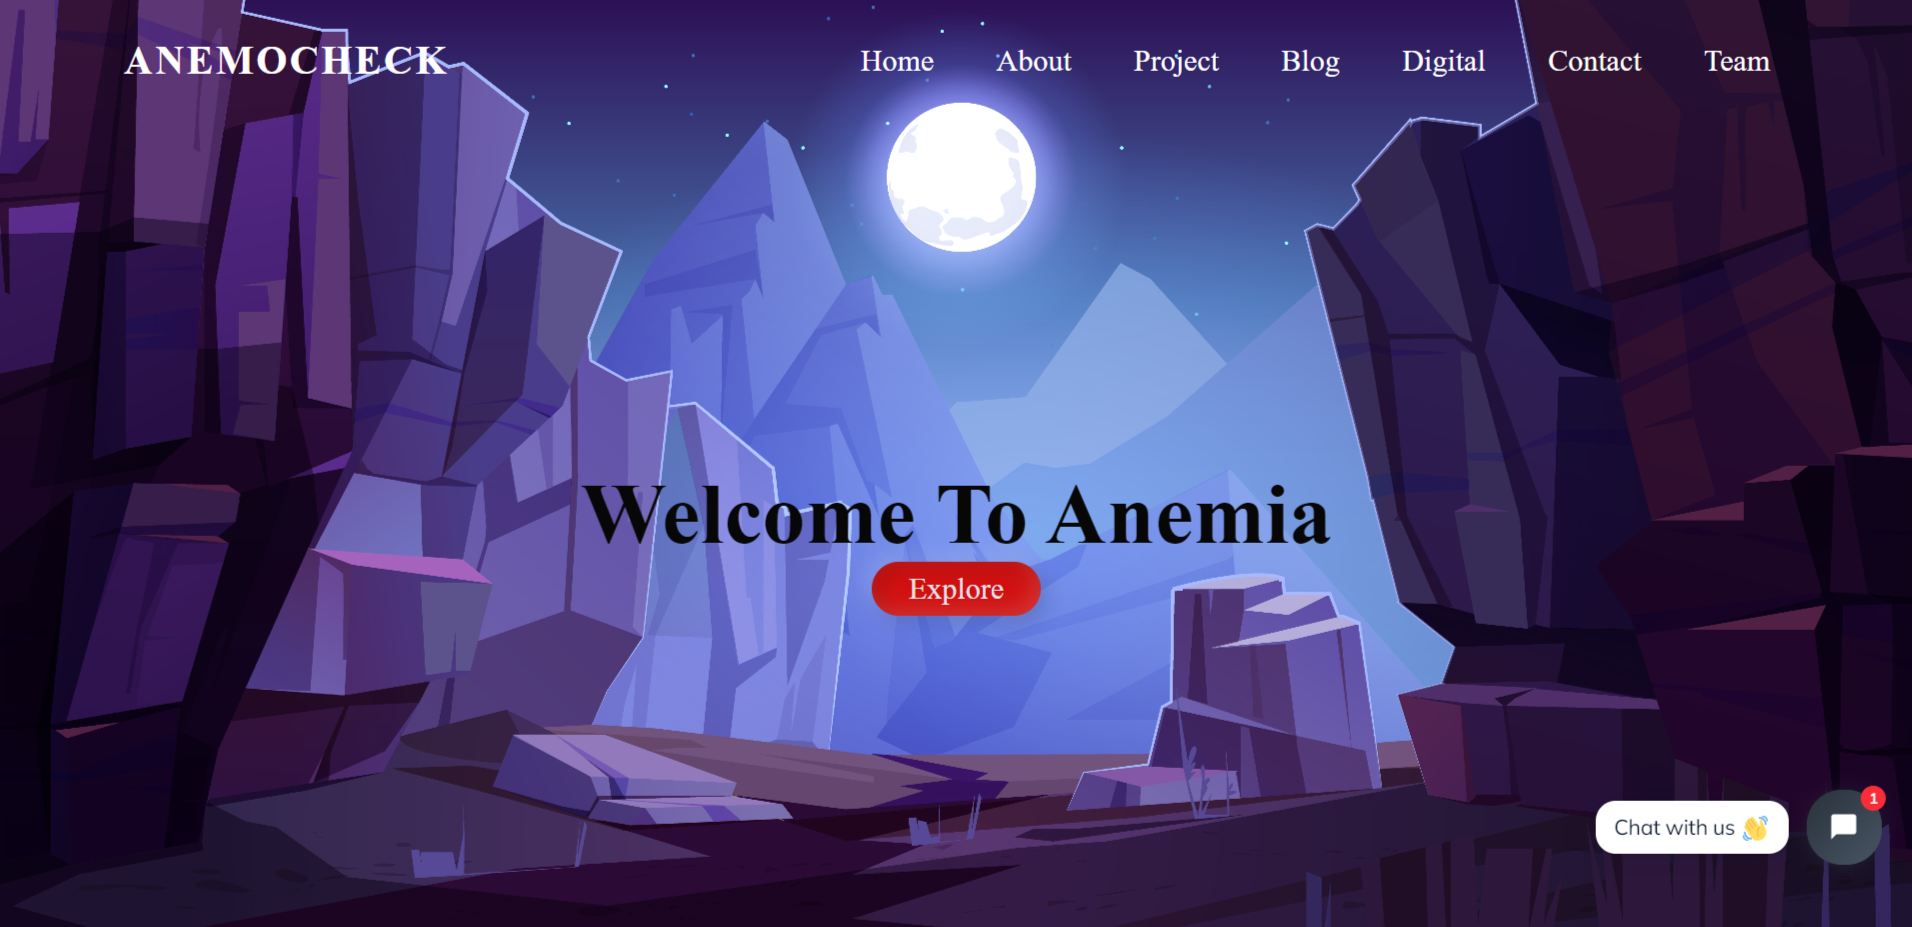 ANEMOCHECK
Home About Project Blog Digital Contact Team
Welcome To Anemia
Explore
Chat with us 👋
1